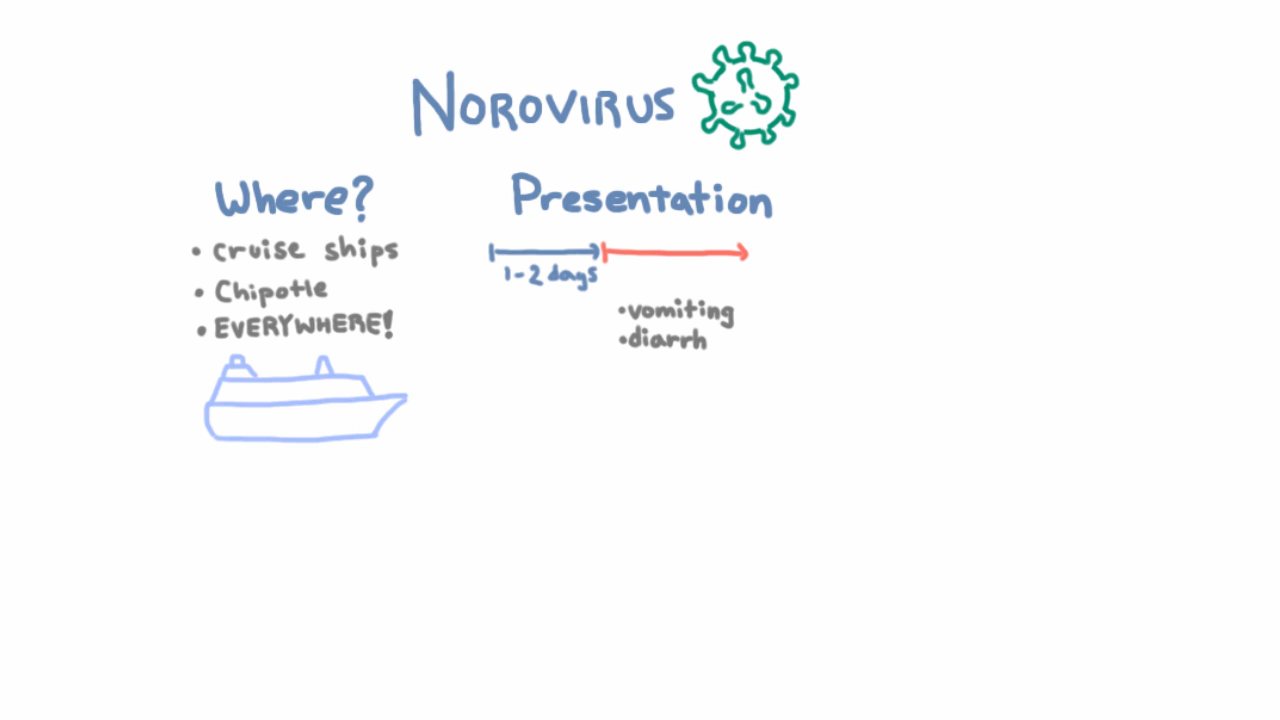 NOROVIRUS
Where?
• cruise ships
• Chipotle
• EVERYWHERE!
Presentation
1-2 days
• vomiting
• diarrh